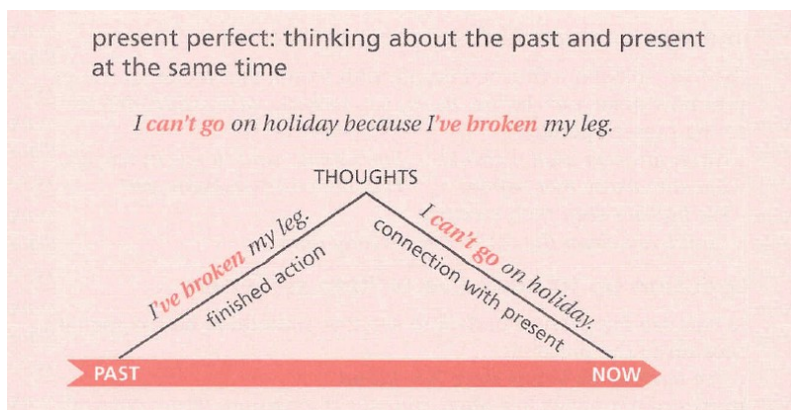 present perfect: thinking about the past and present
at the same time
I can't go on holiday because I've broken my leg.
THOUGHTS
I've broken my leg.
finished action
I can't go on holiday.
connection with present
PAST
NOW